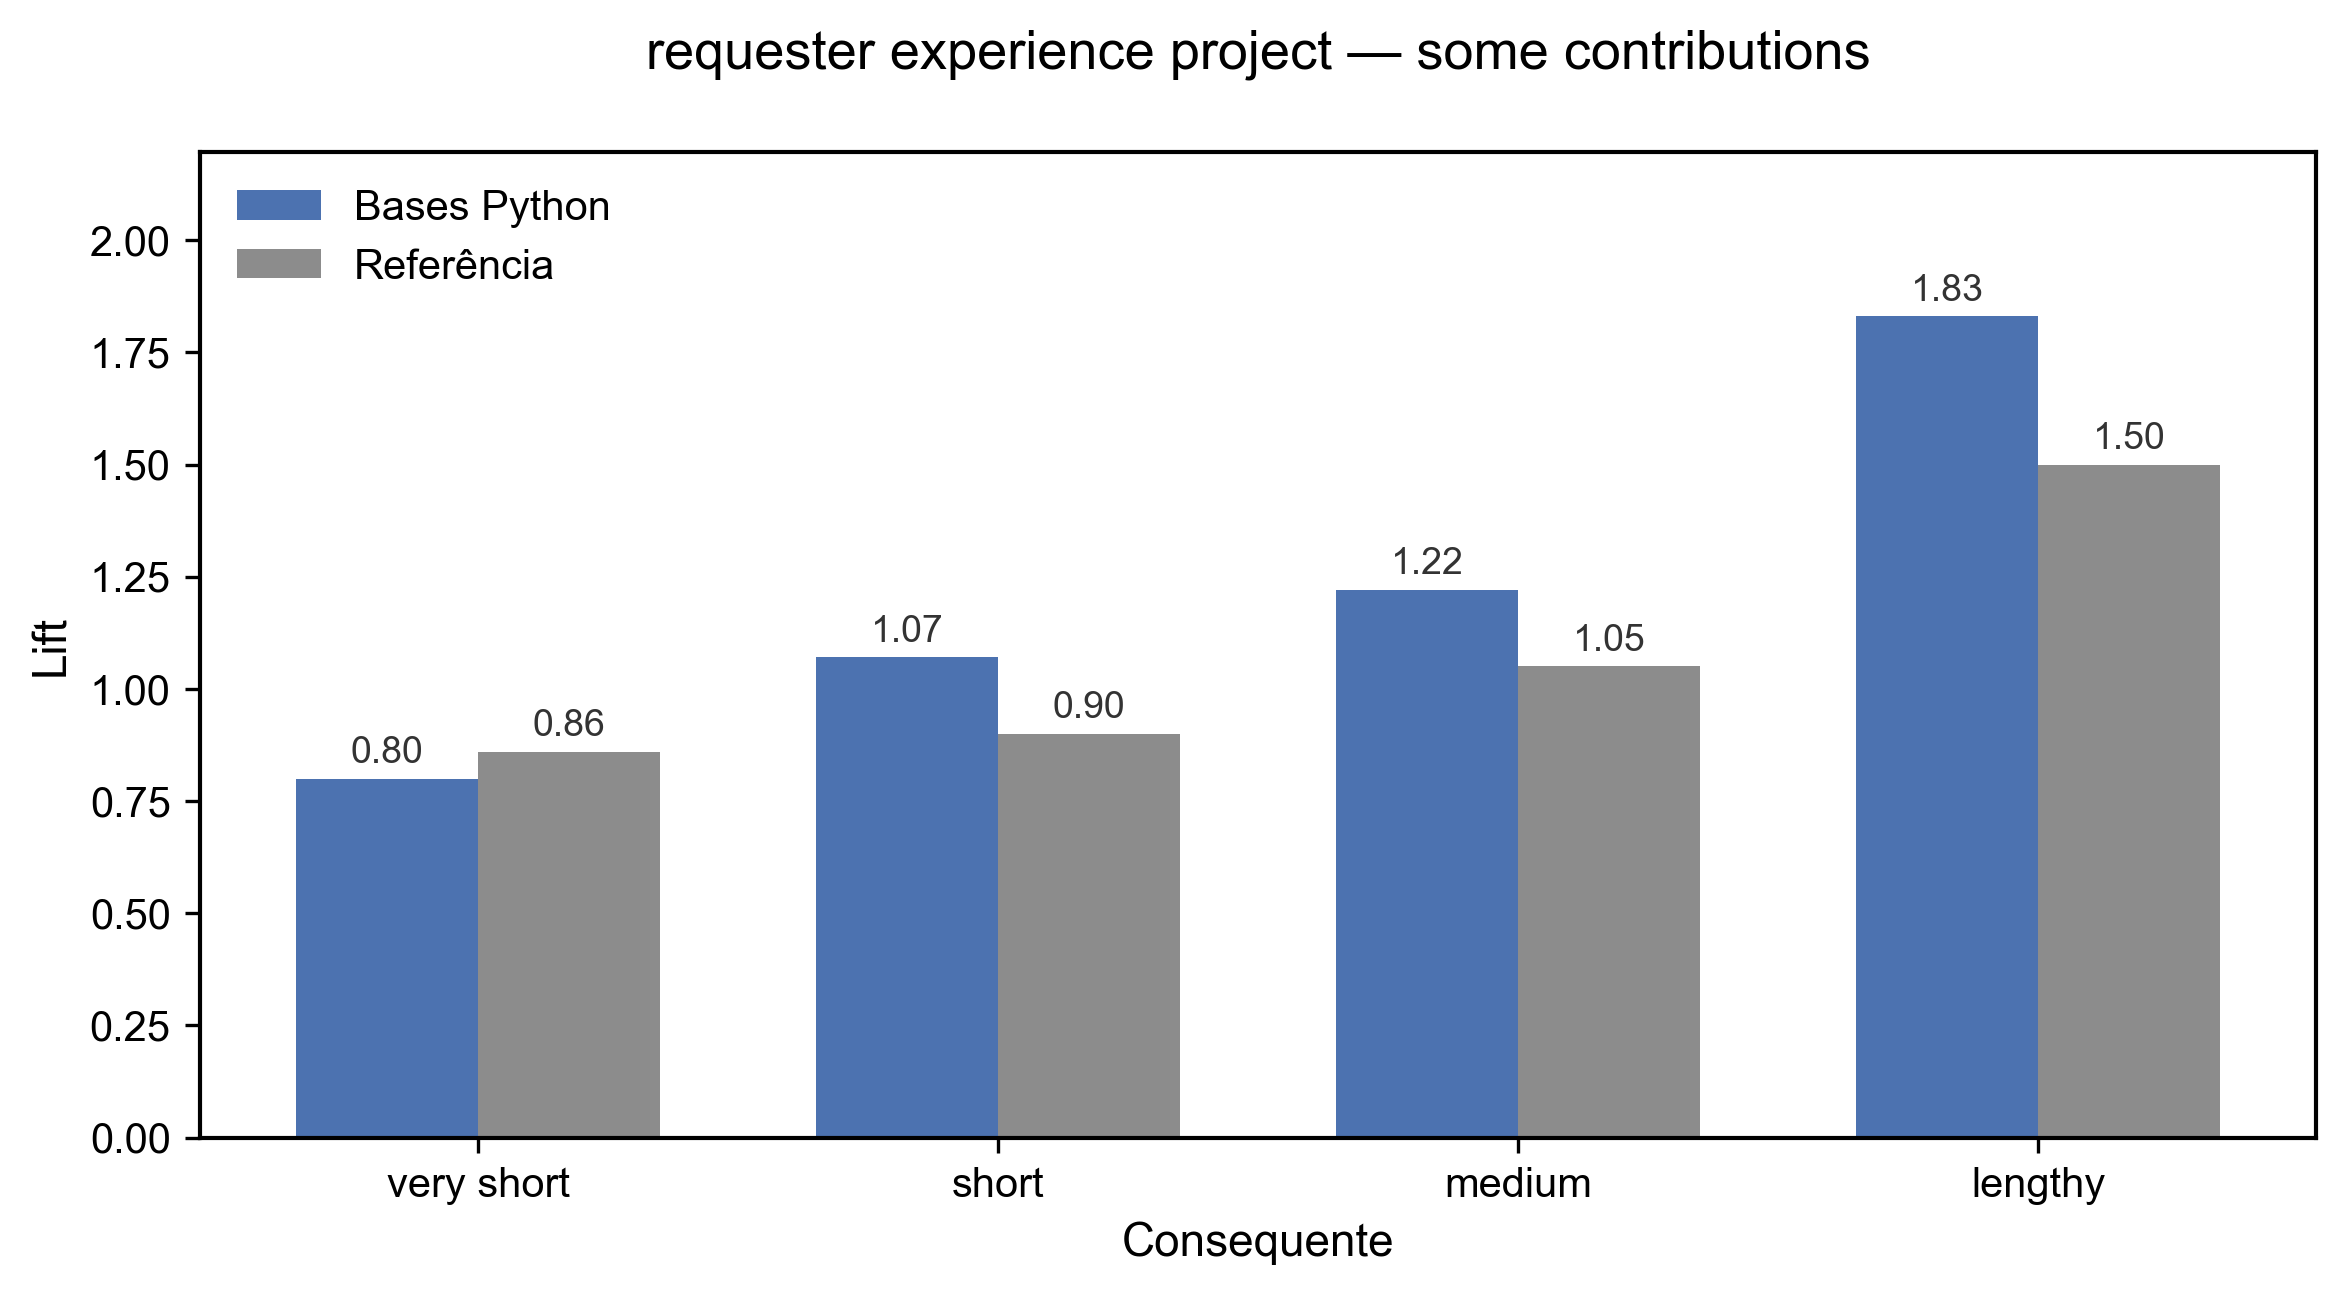 requester experience project — some contributions
Bases Python
Referência
2.00
1.75
1.50
1.25
1.00
0.75
0.50
0.25
0.00
Lift
0.80
0.86
1.07
0.90
1.22
1.05
1.83
1.50
very short
short
medium
lengthy
Consequente